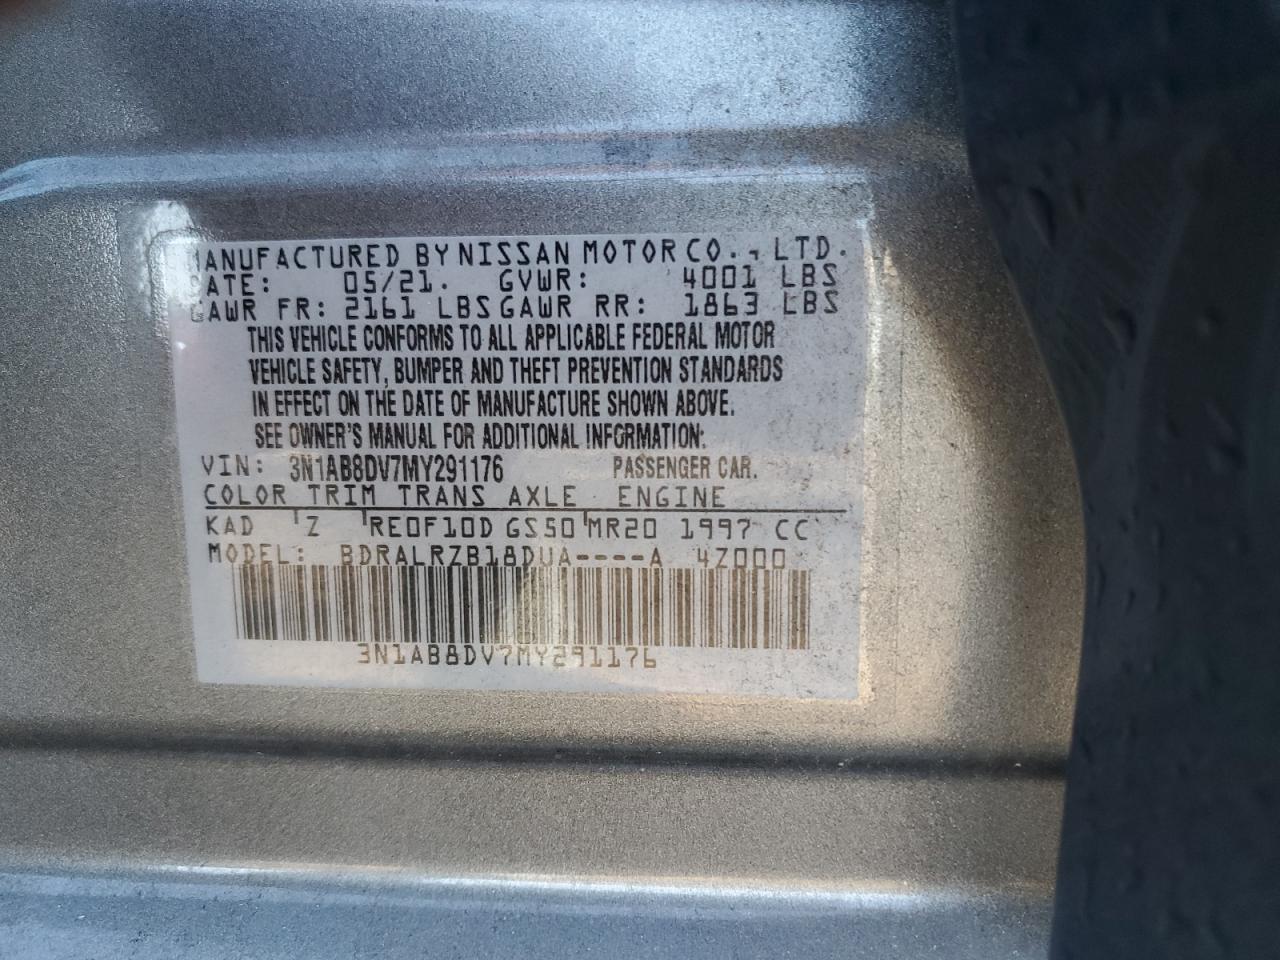 MANUFACTURED BY NISSAN MOTOR CO., LTD.
DATE: 05/21. GVWR: 4001 LBS
GAWR FR: 2161 LBS GAWR RR: 1863 LBS
THIS VEHICLE CONFORMS TO ALL APPLICABLE FEDERAL MOTOR
VEHICLE SAFETY, BUMPER AND THEFT PREVENTION STANDARDS
IN EFFECT ON THE DATE OF MANUFACTURE SHOWN ABOVE.
SEE OWNER'S MANUAL FOR ADDITIONAL INFORMATION.
VIN: 3N1AB8DV7MY291176 PASSENGER CAR.
COLOR TRIM TRANS AXLE ENGINE
KAD Z RE0F10D GS50 MR20 1997 CC
MODEL: BDRALRZB18DUA----A 4Z000
3N1AB8DV7MY291176